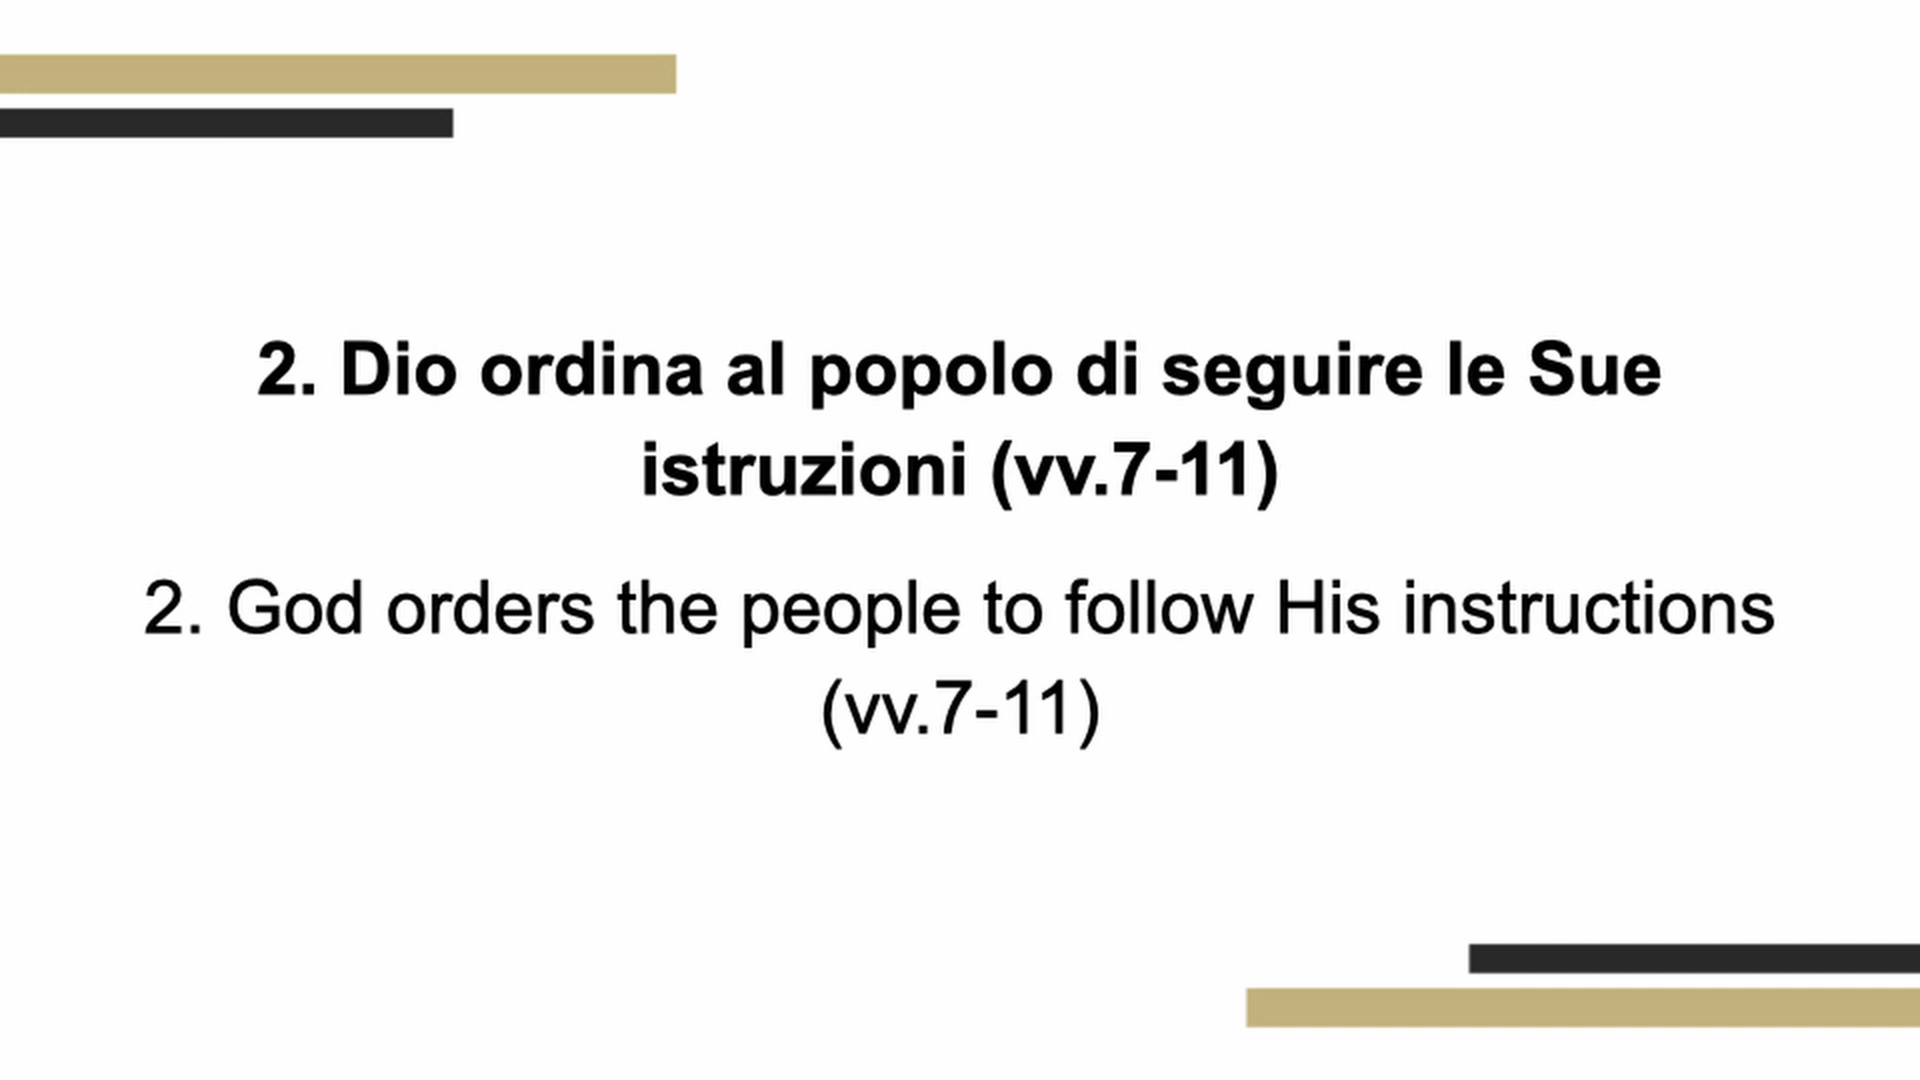 2. Dio ordina al popolo di seguire le Sue
istruzioni (vv.7-11)
2. God orders the people to follow His instructions
(vv.7-11)